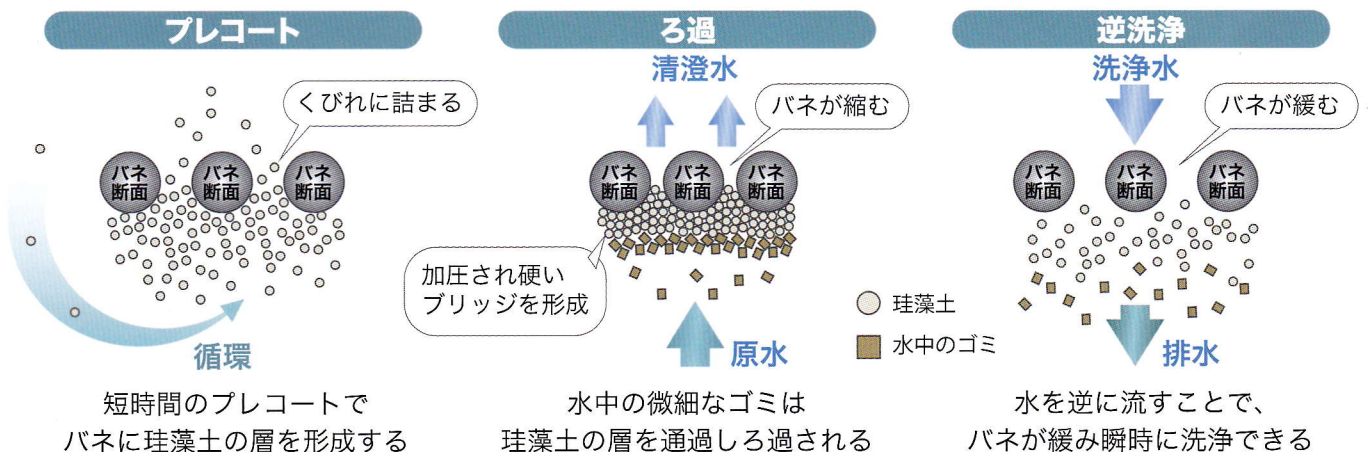 プレコート
くびれに詰まる
バネ
断面
バネ
断面
バネ
断面
循環
短時間のプレコートで
バネに珪藻土の層を形成する
ろ過
清澄水
バネが縮む
バネ
断面
バネ
断面
バネ
断面
加圧され硬い
ブリッジを形成
原水
珪藻土
水中のゴミ
水中の微細なゴミは
珪藻土の層を通過しろ過される
逆洗浄
洗浄水
バネが緩む
バネ
断面
バネ
断面
バネ
断面
排水
水を逆に流すことで、
バネが緩み瞬時に洗浄できる